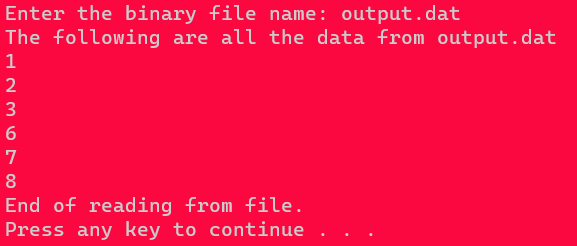 Enter the binary file name: output.dat
The following are all the data from output.dat
1
2
3
6
7
8
End of reading from file.
Press any key to continue . . .